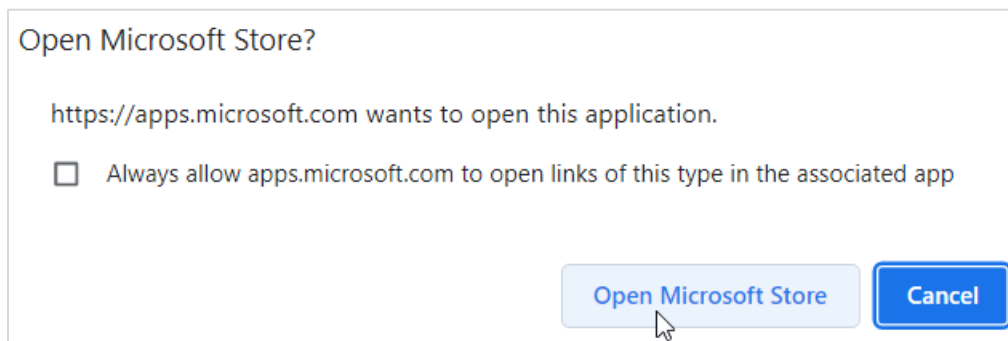 Open Microsoft Store?
https://apps.microsoft.com wants to open this application.
Always allow apps.microsoft.com to open links of this type in the associated app
Open Microsoft Store
Cancel